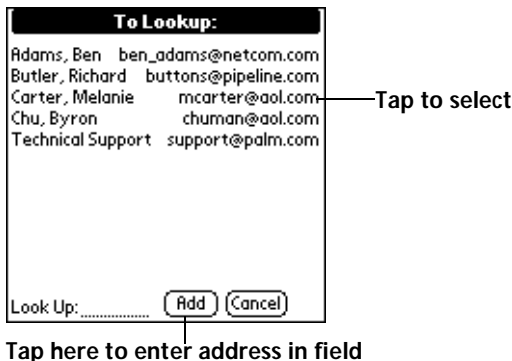 To Lookup:
Adams, Ben ben_adams@netcom.com
Butler, Richard buttons@pipeline.com
Carter, Melanie mcarter@aol.com
Tap to select
Chu, Byron chuman@aol.com
Technical Support support@palm.com
Look Up: Add Cancel
Tap here to enter address in field